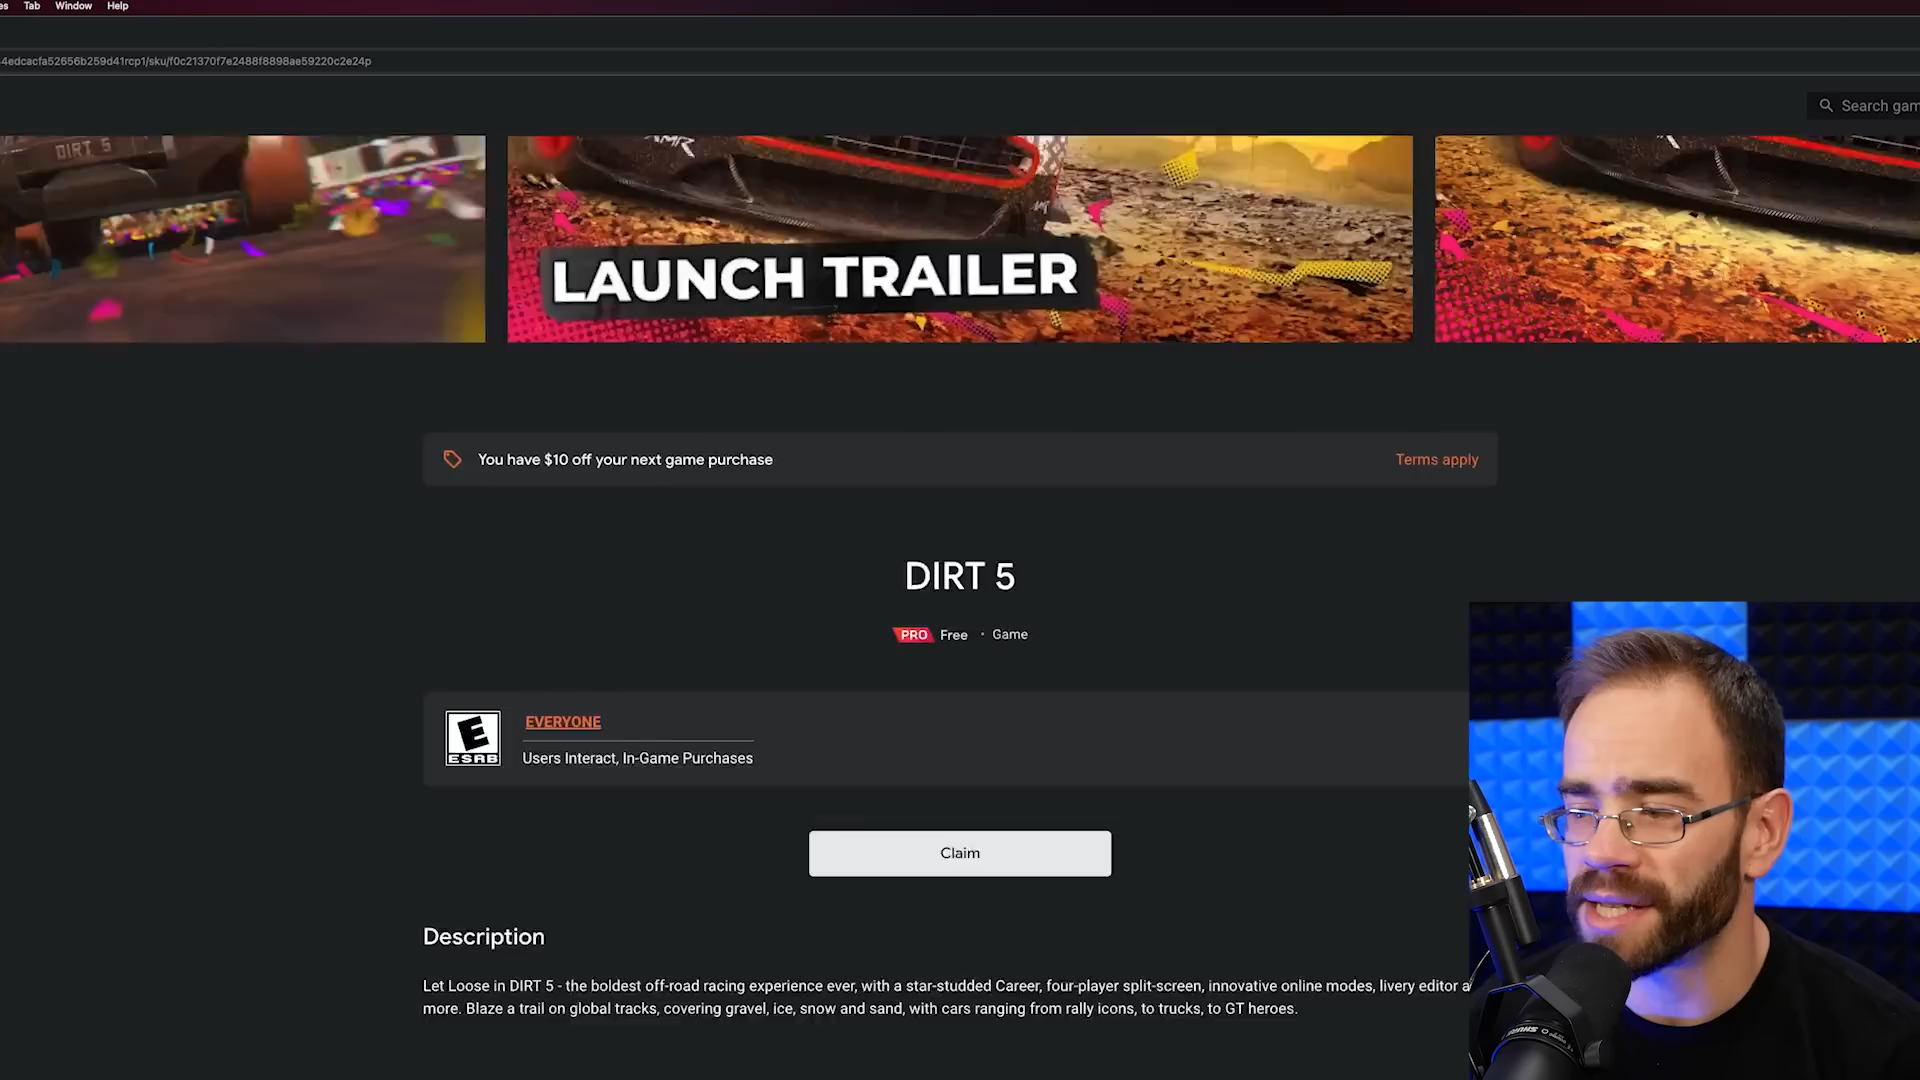 Tab Window Help
4edcacfa52656b259d41rcp1/sku/f0c21370f7e2488f8898ae59220c2e24p
Search gam
DIRT 5
AMR
LAUNCH TRAILER
You have $10 off your next game purchase
Terms apply
DIRT 5
PRO Free · Game
E
ESRB
EVERYONE
Users Interact, In-Game Purchases
Claim
Description
Let Loose in DIRT 5 - the boldest off-road racing experience ever, with a star-studded Career, four-player split-screen, innovative online modes, livery editor a
more. Blaze a trail on global tracks, covering gravel, ice, snow and sand, with cars ranging from rally icons, to trucks, to GT heroes.
SHURE